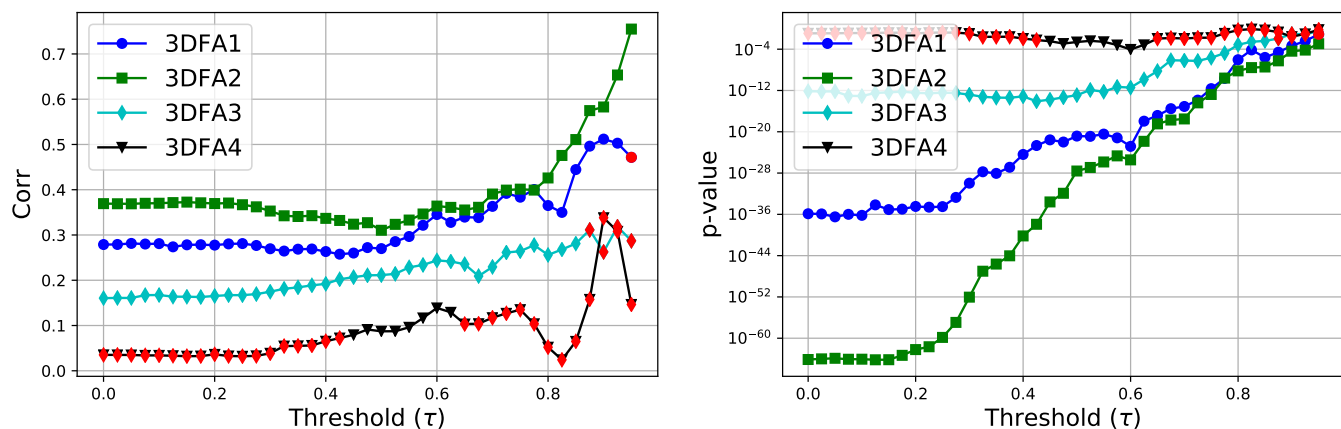 Corr
0.7
0.6
0.5
0.4
0.3
0.2
0.1
0.0
3DFA1
3DFA2
3DFA3
3DFA4
0.0 0.2 0.4 0.6 0.8
Threshold (τ)
p-value
10⁻⁴
10⁻¹²
10⁻²⁰
10⁻²⁸
10⁻³⁶
10⁻⁴⁴
10⁻⁵²
10⁻⁶⁰
3DFA1
3DFA2
3DFA3
3DFA4
0.0 0.2 0.4 0.6 0.8
Threshold (τ)